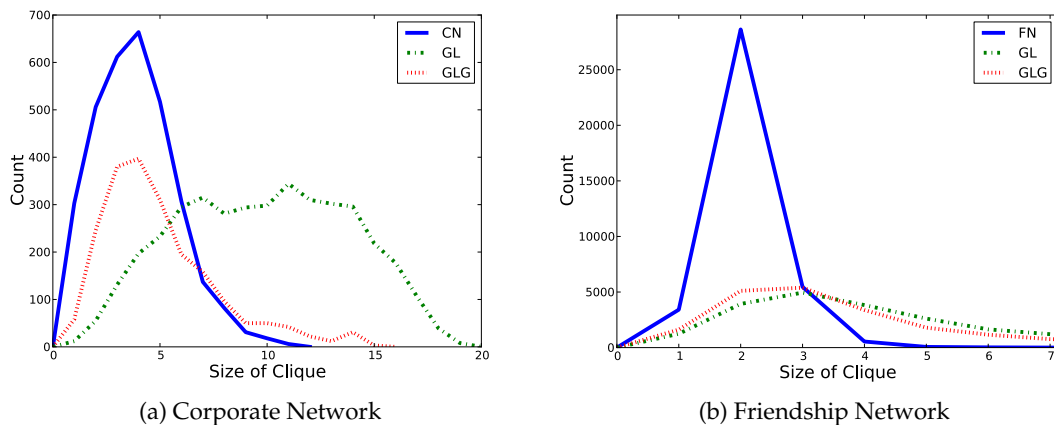 700
600
500
400
300
200
100
0
Count
0 5 10 15 20
Size of Clique
CN
GL
GLG
(a) Corporate Network
25000
20000
15000
10000
5000
0
Count
0 1 2 3 4 5 6 7
Size of Clique
FN
GL
GLG
(b) Friendship Network